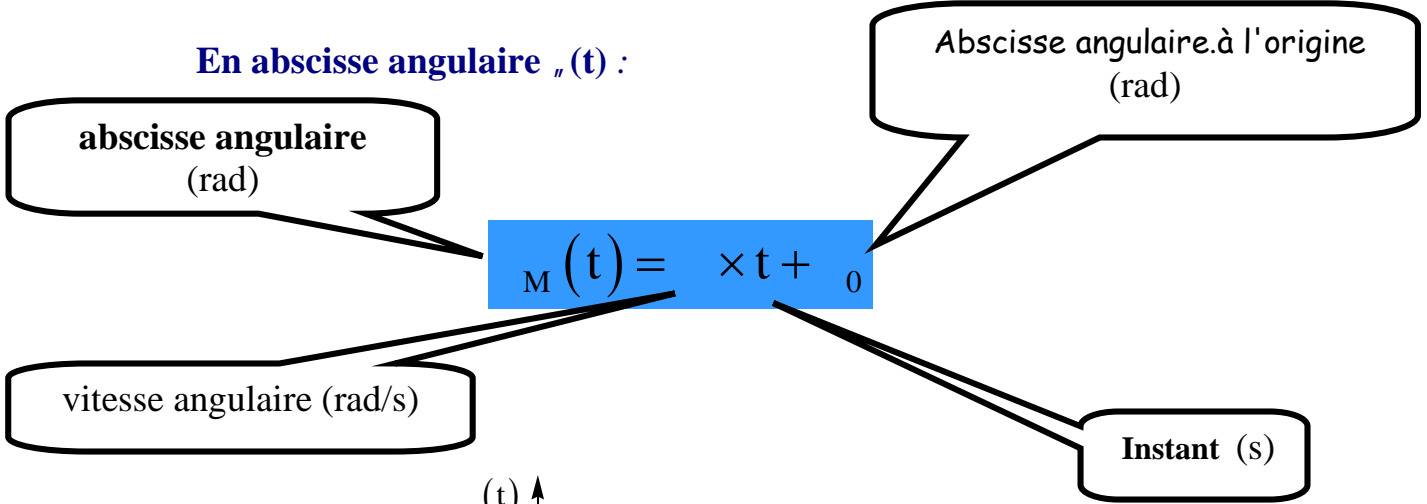 En abscisse angulaire „(t) :
Abscisse angulaire.à l'origine
(rad)
abscisse angulaire
(rad)
M(t)= ×t+ 0
vitesse angulaire (rad/s)
Instant (s)
(t)